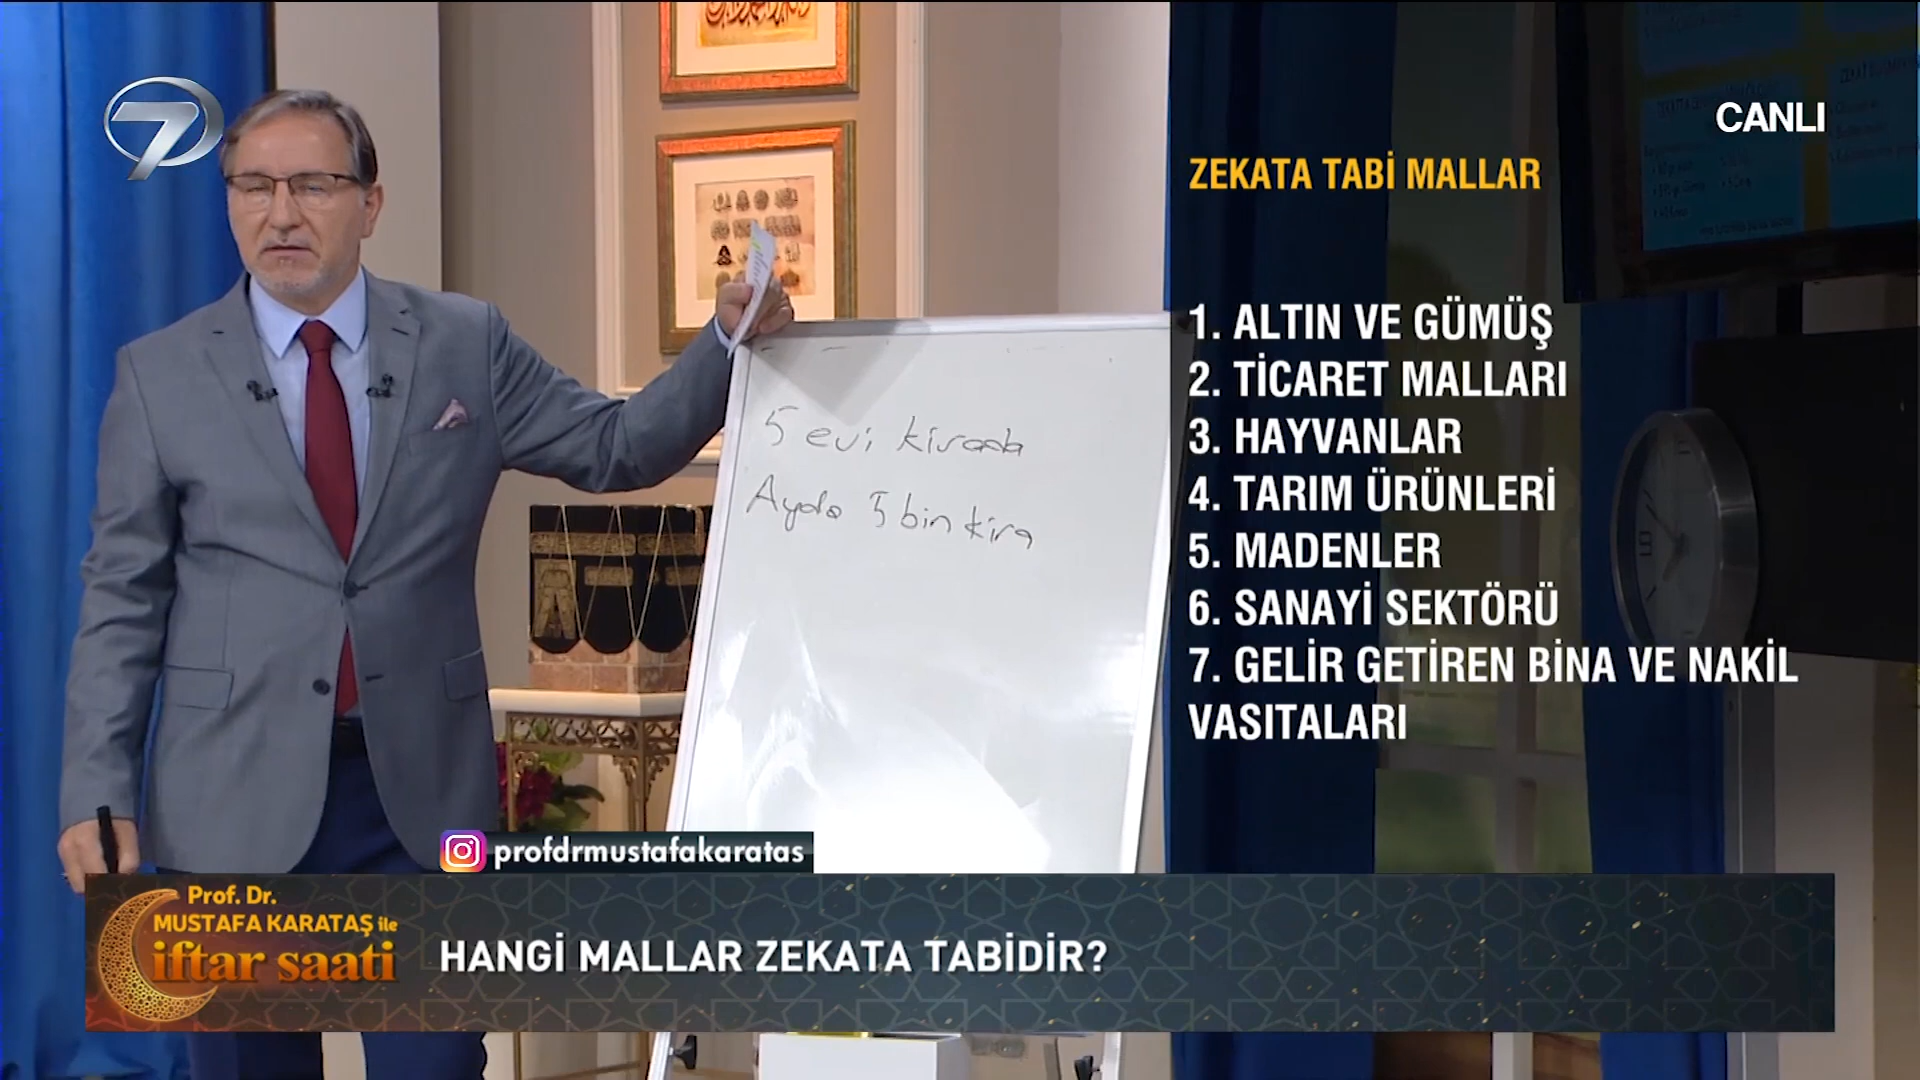 7
CANLI
ZEKATA TABİ MALLAR
1. ALTIN VE GÜMÜŞ
2. TİCARET MALLARI
3. HAYVANLAR
4. TARIM ÜRÜNLERİ
5. MADENLER
6. SANAYİ SEKTÖRÜ
7. GELİR GETİREN BİNA VE NAKİL
VASITALARI
5 evi kirada
Ayda 5 bin kira
profdrmustafakaratas
Prof. Dr.
MUSTAFA KARATAŞ ile
iftar saati
HANGİ MALLAR ZEKATA TABİDİR?